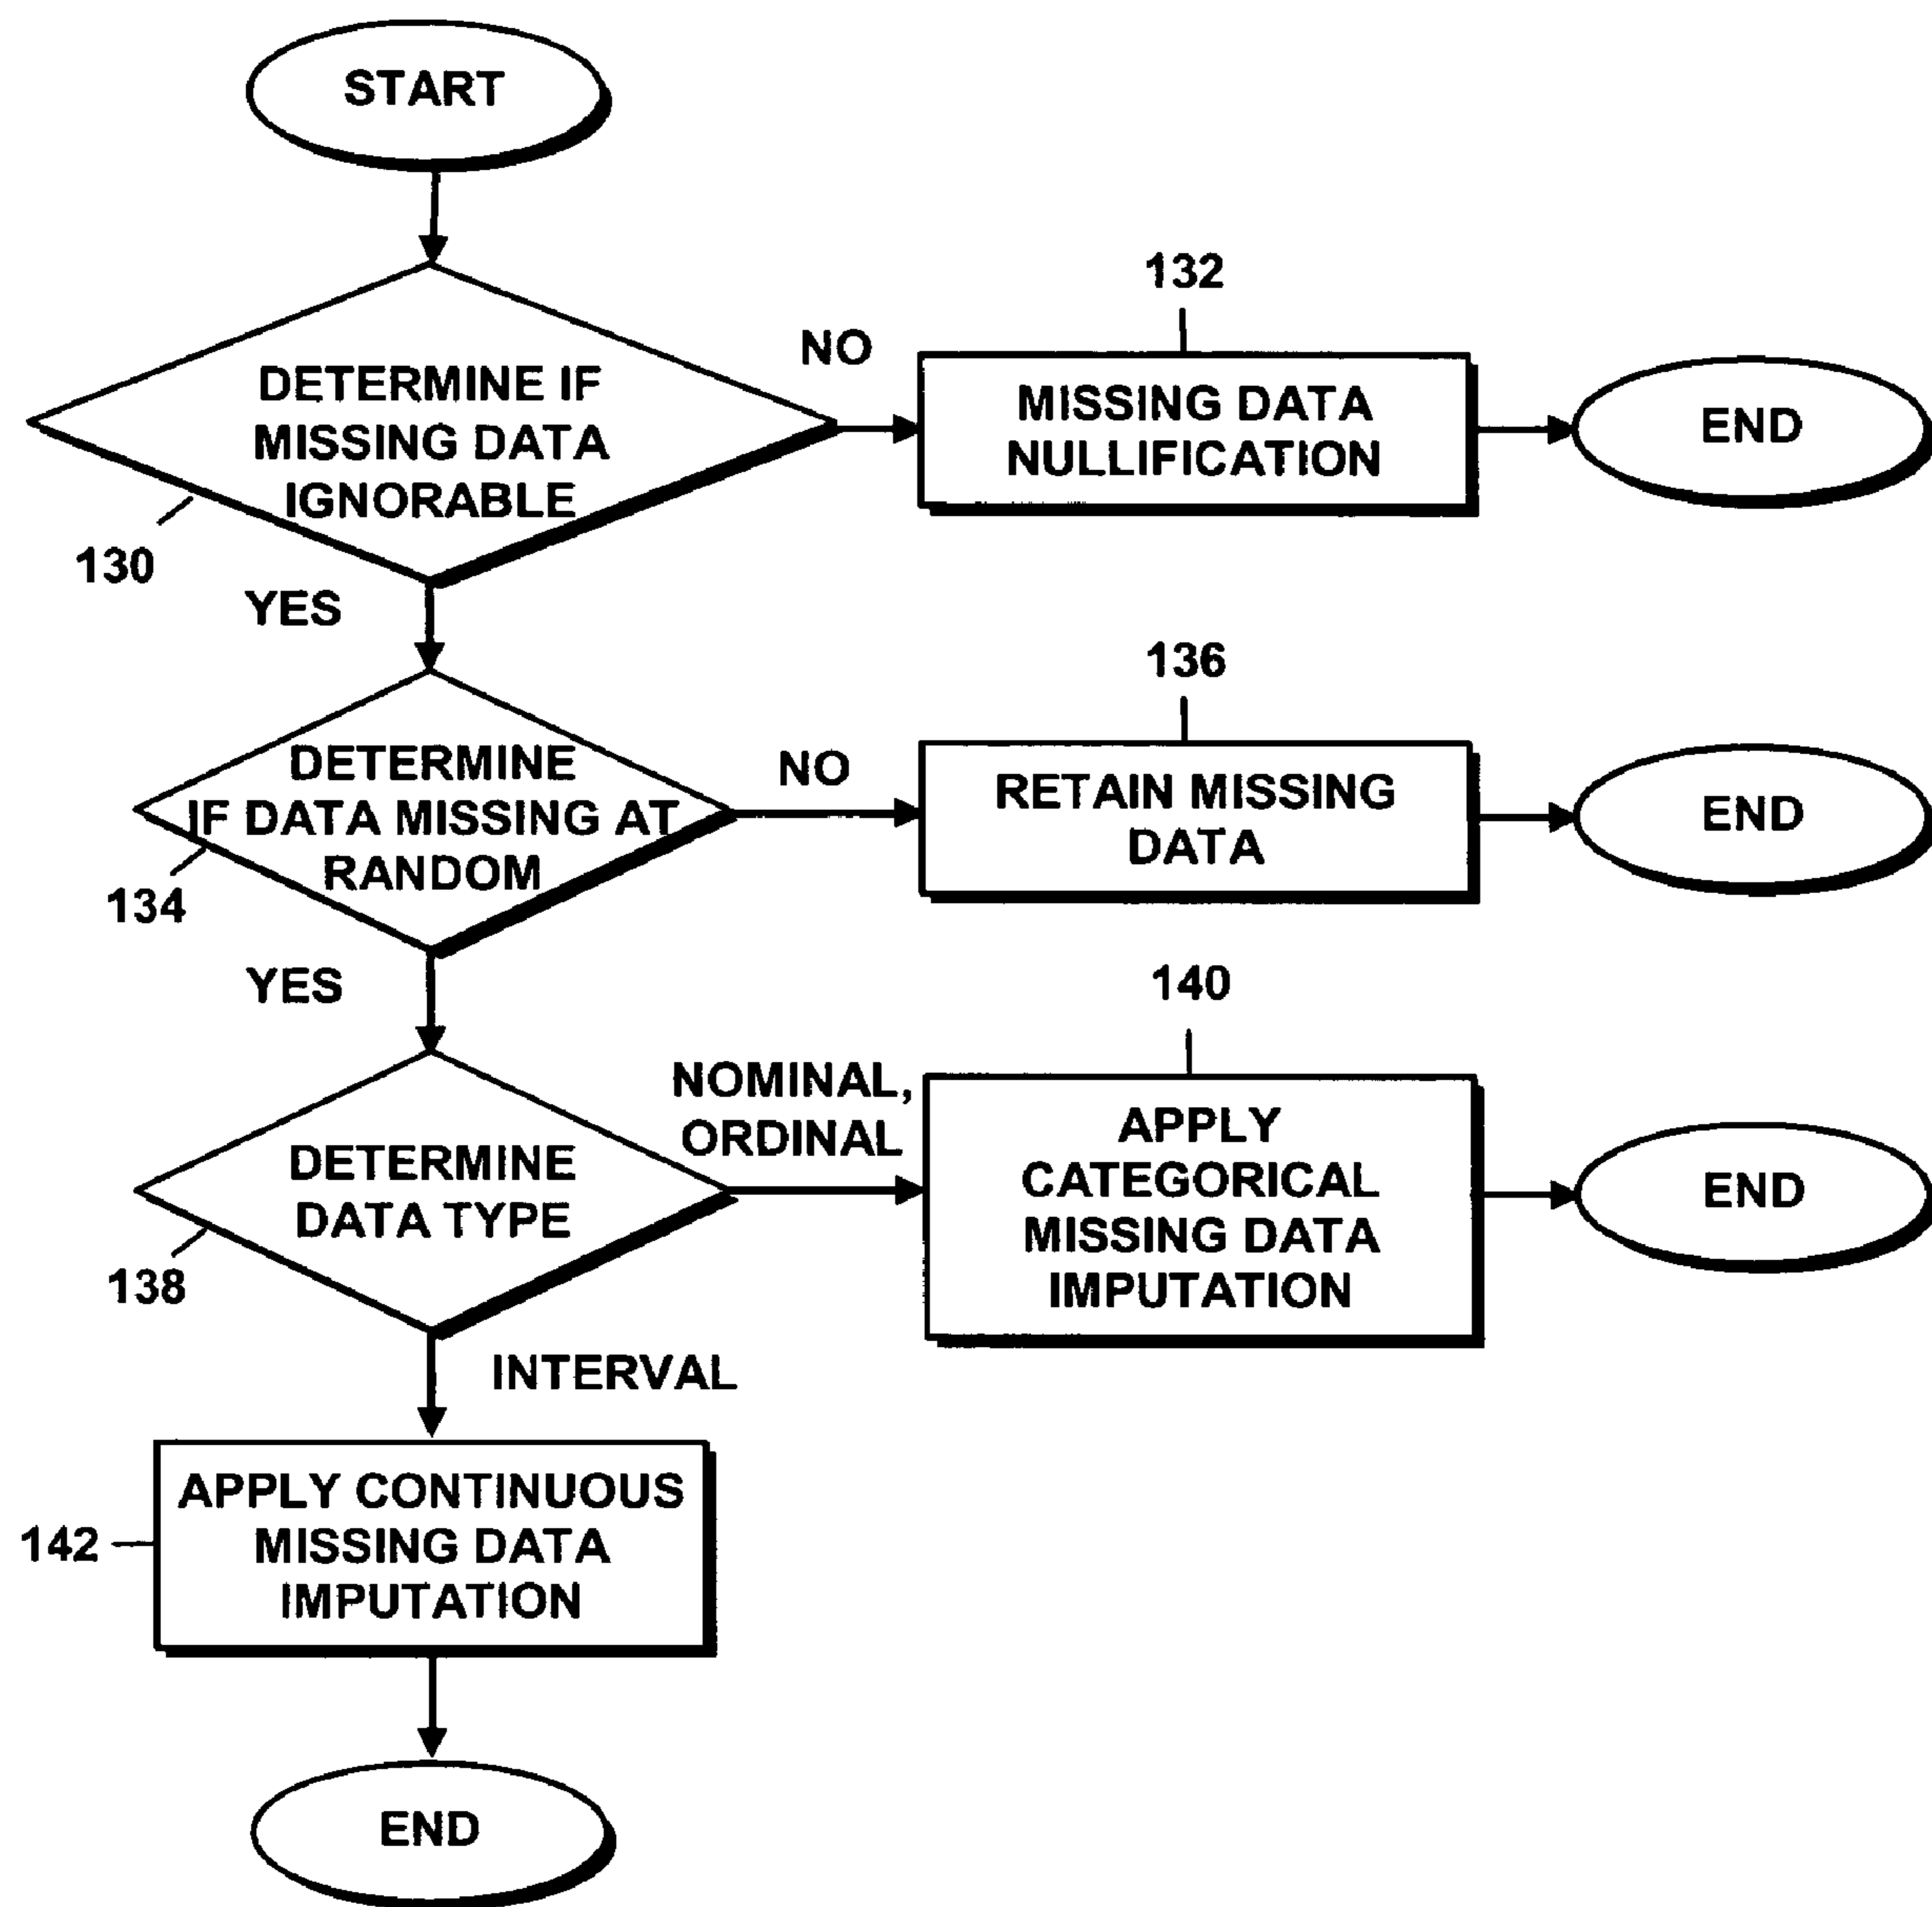 START
DETERMINE IF
MISSING DATA
IGNORABLE
130
NO
132
MISSING DATA
NULLIFICATION
END
YES
DETERMINE
IF DATA MISSING AT
RANDOM
134
NO
136
RETAIN MISSING
DATA
END
YES
DETERMINE
DATA TYPE
138
NOMINAL,
ORDINAL
140
APPLY
CATEGORICAL
MISSING DATA
IMPUTATION
END
INTERVAL
APPLY CONTINUOUS
MISSING DATA
IMPUTATION
142
END